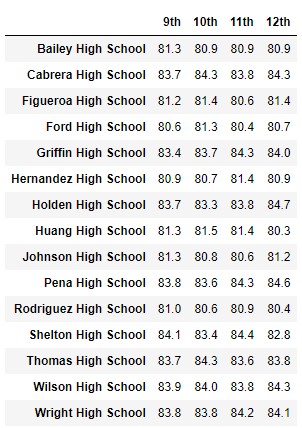 9th 10th 11th 12th
Bailey High School 81.3 80.9 80.9 80.9
Cabrera High School 83.7 84.3 83.8 84.3
Figueroa High School 81.2 81.4 80.6 81.4
Ford High School 80.6 81.3 80.4 80.7
Griffin High School 83.4 83.7 84.3 84.0
Hernandez High School 80.9 80.7 81.4 80.9
Holden High School 83.7 83.3 83.8 84.7
Huang High School 81.3 81.5 81.4 80.3
Johnson High School 81.3 80.8 80.6 81.2
Pena High School 83.8 83.6 84.3 84.6
Rodriguez High School 81.0 80.6 80.9 80.4
Shelton High School 84.1 83.4 84.4 82.8
Thomas High School 83.7 84.3 83.6 83.8
Wilson High School 83.9 84.0 83.8 84.3
Wright High School 83.8 83.8 84.2 84.1